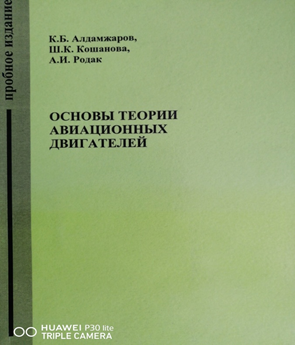 пробное издание
К.Б. Алдамжаров,
Ш.К. Кошанова,
А.И. Родак
ОСНОВЫ ТЕОРИИ
АВИАЦИОННЫХ
ДВИГАТЕЛЕЙ
HUAWEI P30 lite
TRIPLE CAMERA